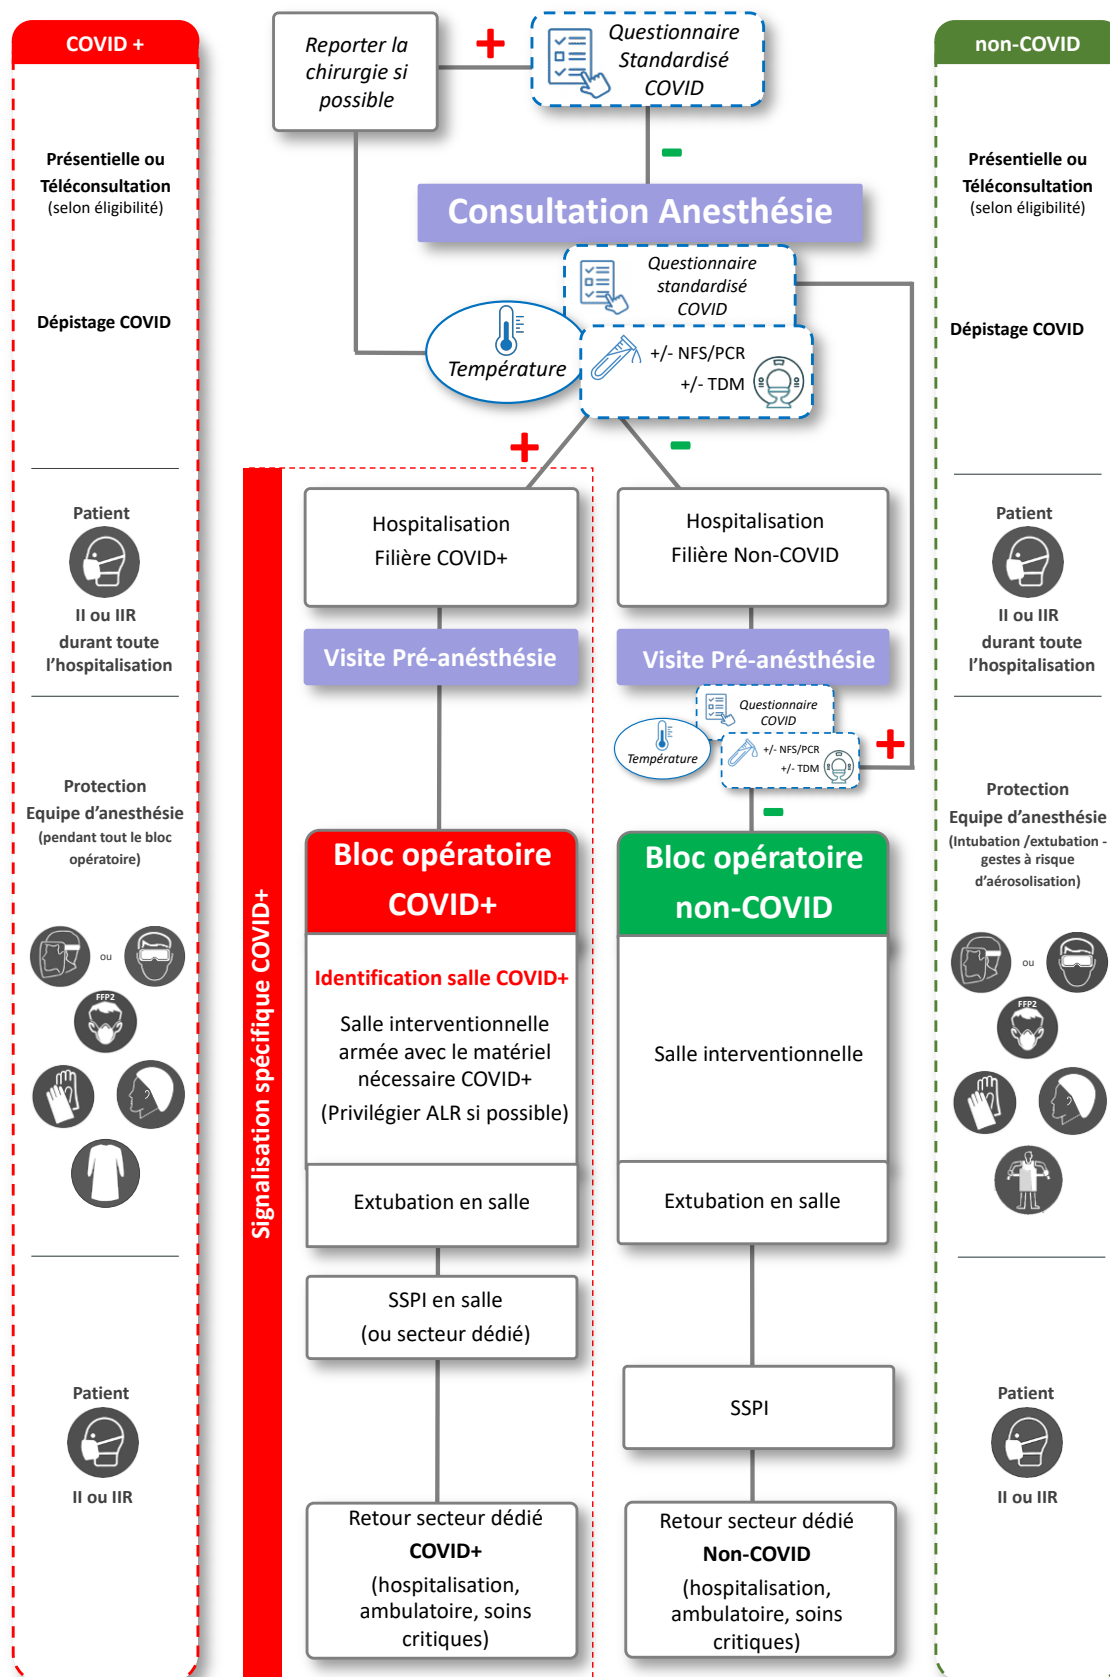 COVID +
Présentielle ou
Téléconsultation
(selon éligibilité)
Dépistage COVID
Patient
II ou IIR
durant toute
l’hospitalisation
Protection
Equipe d’anesthésie
(pendant tout le bloc
opératoire)
ou
FFP2
Patient
II ou IIR
Reporter la
chirurgie si
possible
+
Questionnaire
Standardisé
COVID
-
Consultation Anesthésie
Questionnaire
standardisé
COVID
Température
+/- NFS/PCR
+/- TDM
+
-
Signalisation spécifique COVID+
Hospitalisation
Filière COVID+
Visite Pré-anésthésie
Bloc opératoire
COVID+
Identification salle COVID+
Salle interventionnelle
armée avec le matériel
nécessaire COVID+
(Privilégier ALR si possible)
Extubation en salle
SSPI en salle
(ou secteur dédié)
Retour secteur dédié
COVID+
(hospitalisation,
ambulatoire, soins
critiques)
Hospitalisation
Filière Non-COVID
Visite Pré-anésthésie
Questionnaire
COVID
Température
+/- NFS/PCR
+/- TDM
+
-
Bloc opératoire
non-COVID
Salle interventionnelle
Extubation en salle
SSPI
Retour secteur dédié
Non-COVID
(hospitalisation,
ambulatoire, soins
critiques)
non-COVID
Présentielle ou
Téléconsultation
(selon éligibilité)
Dépistage COVID
Patient
II ou IIR
durant toute
l’hospitalisation
Protection
Equipe d’anesthésie
(Intubation /extubation -
gestes à risque
d’aérosolisation)
ou
FFP2
Patient
II ou IIR